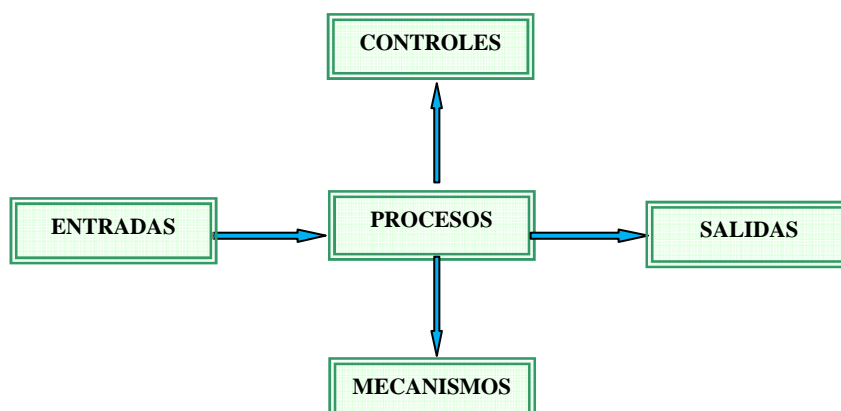 CONTROLES
ENTRADAS
PROCESOS
SALIDAS
MECANISMOS